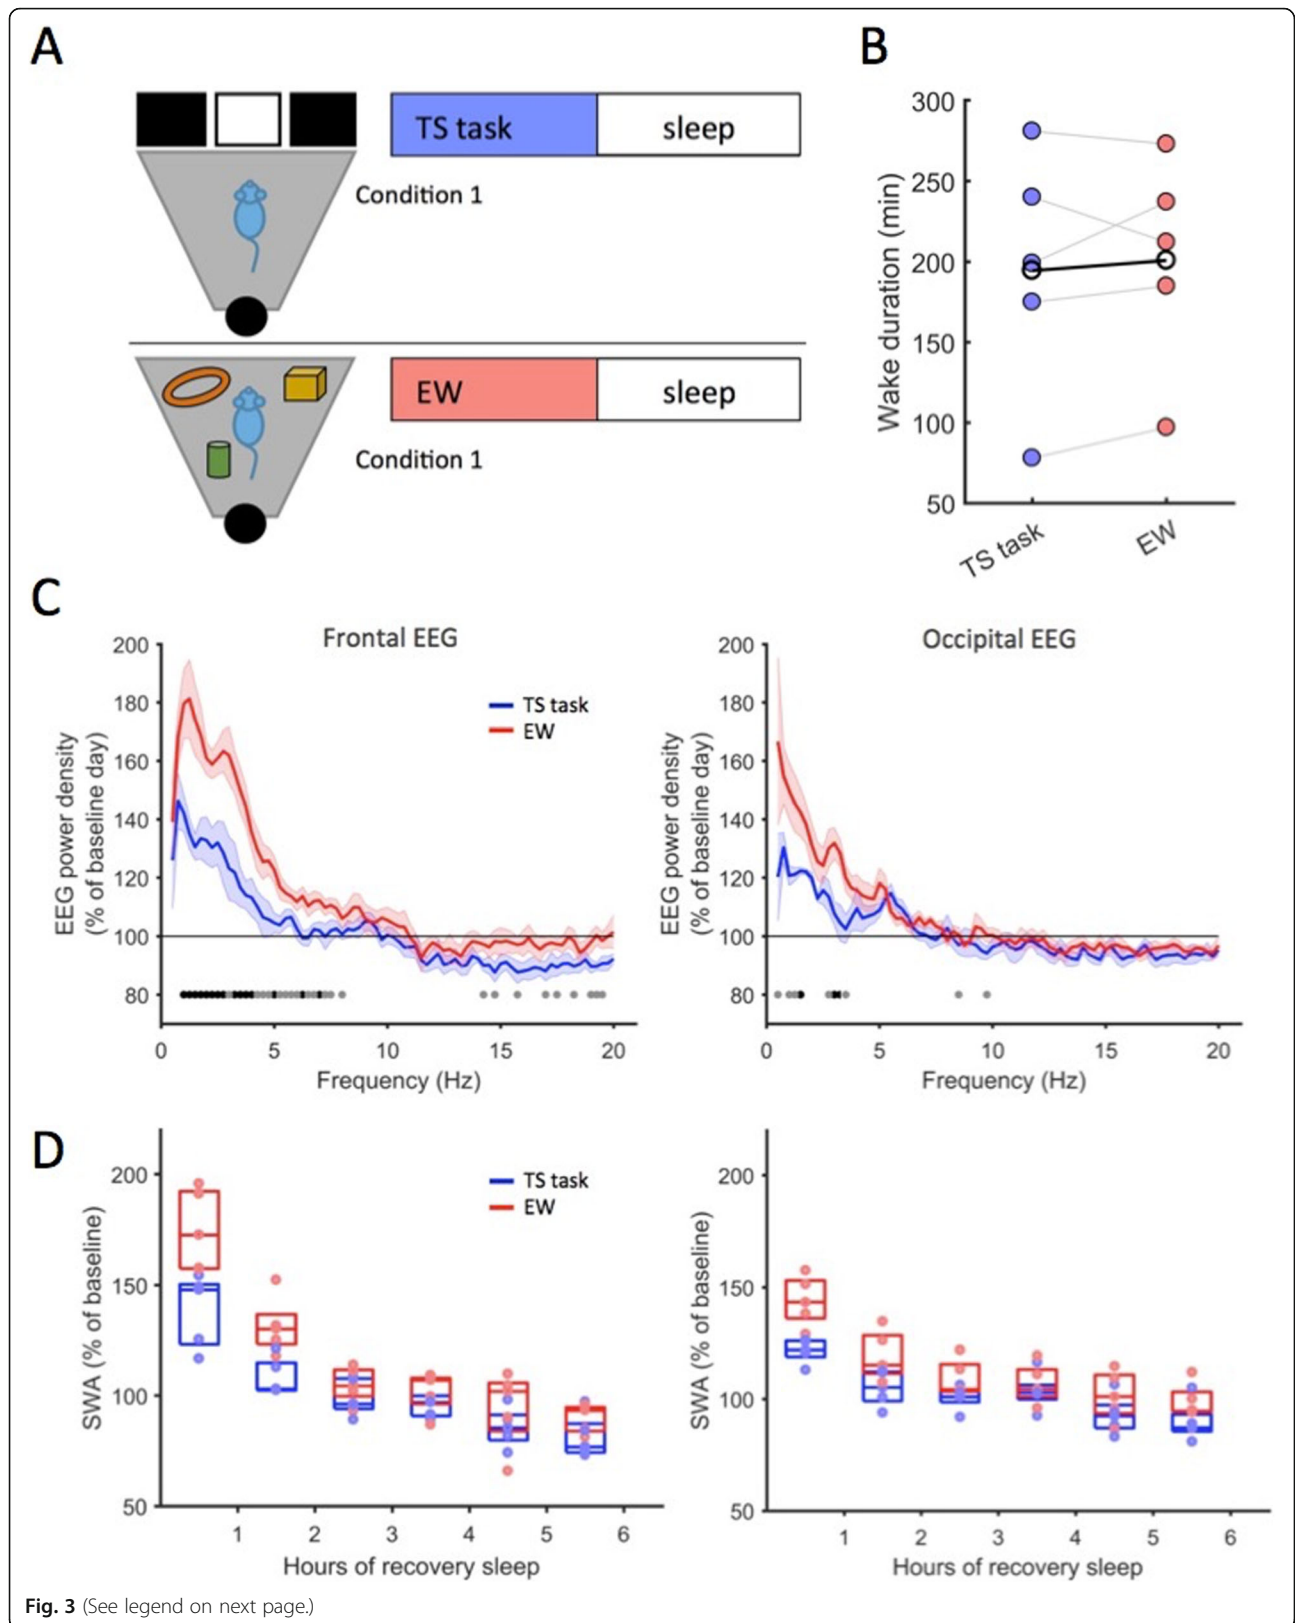 A
TS task
sleep
Condition 1
EW
sleep
Condition 1
B
300
250
200
150
100
50
Wake duration (min)
TS task
EW
C
Frontal EEG
200
180
160
140
120
100
80
EEG power density
(% of baseline day)
TS task
EW
0
5
10
15
20
Frequency (Hz)
Occipital EEG
200
180
160
140
120
100
80
EEG power density
(% of baseline day)
0
5
10
15
20
Frequency (Hz)
D
200
150
100
50
SWA (% of baseline)
TS task
EW
1
2
3
4
5
6
Hours of recovery sleep
200
150
100
50
SWA (% of baseline)
1
2
3
4
5
6
Hours of recovery sleep
Fig. 3 (See legend on next page.)